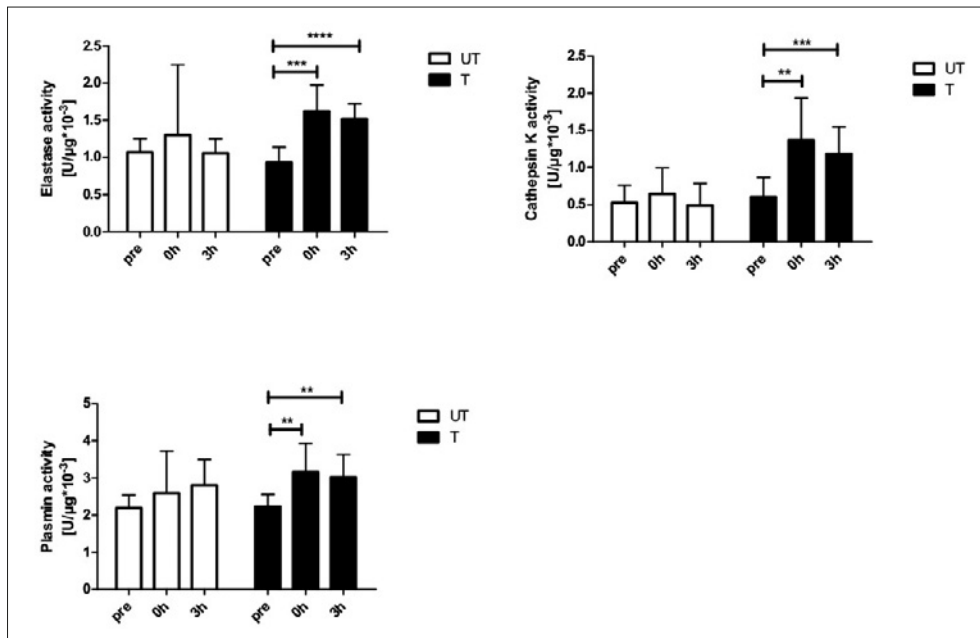 Elastase activity
[U/µg*10⁻³]
2.5
2.0
1.5
1.0
0.5
0.0
****
***
UT
T
pre
0h
3h
pre
0h
3h
Cathepsin K activity
[U/µg*10⁻³]
2.5
2.0
1.5
1.0
0.5
0.0
***
**
UT
T
pre
0h
3h
pre
0h
3h
Plasmin activity
[U/µg*10⁻³]
5
4
3
2
1
0
**
**
UT
T
pre
0h
3h
pre
0h
3h